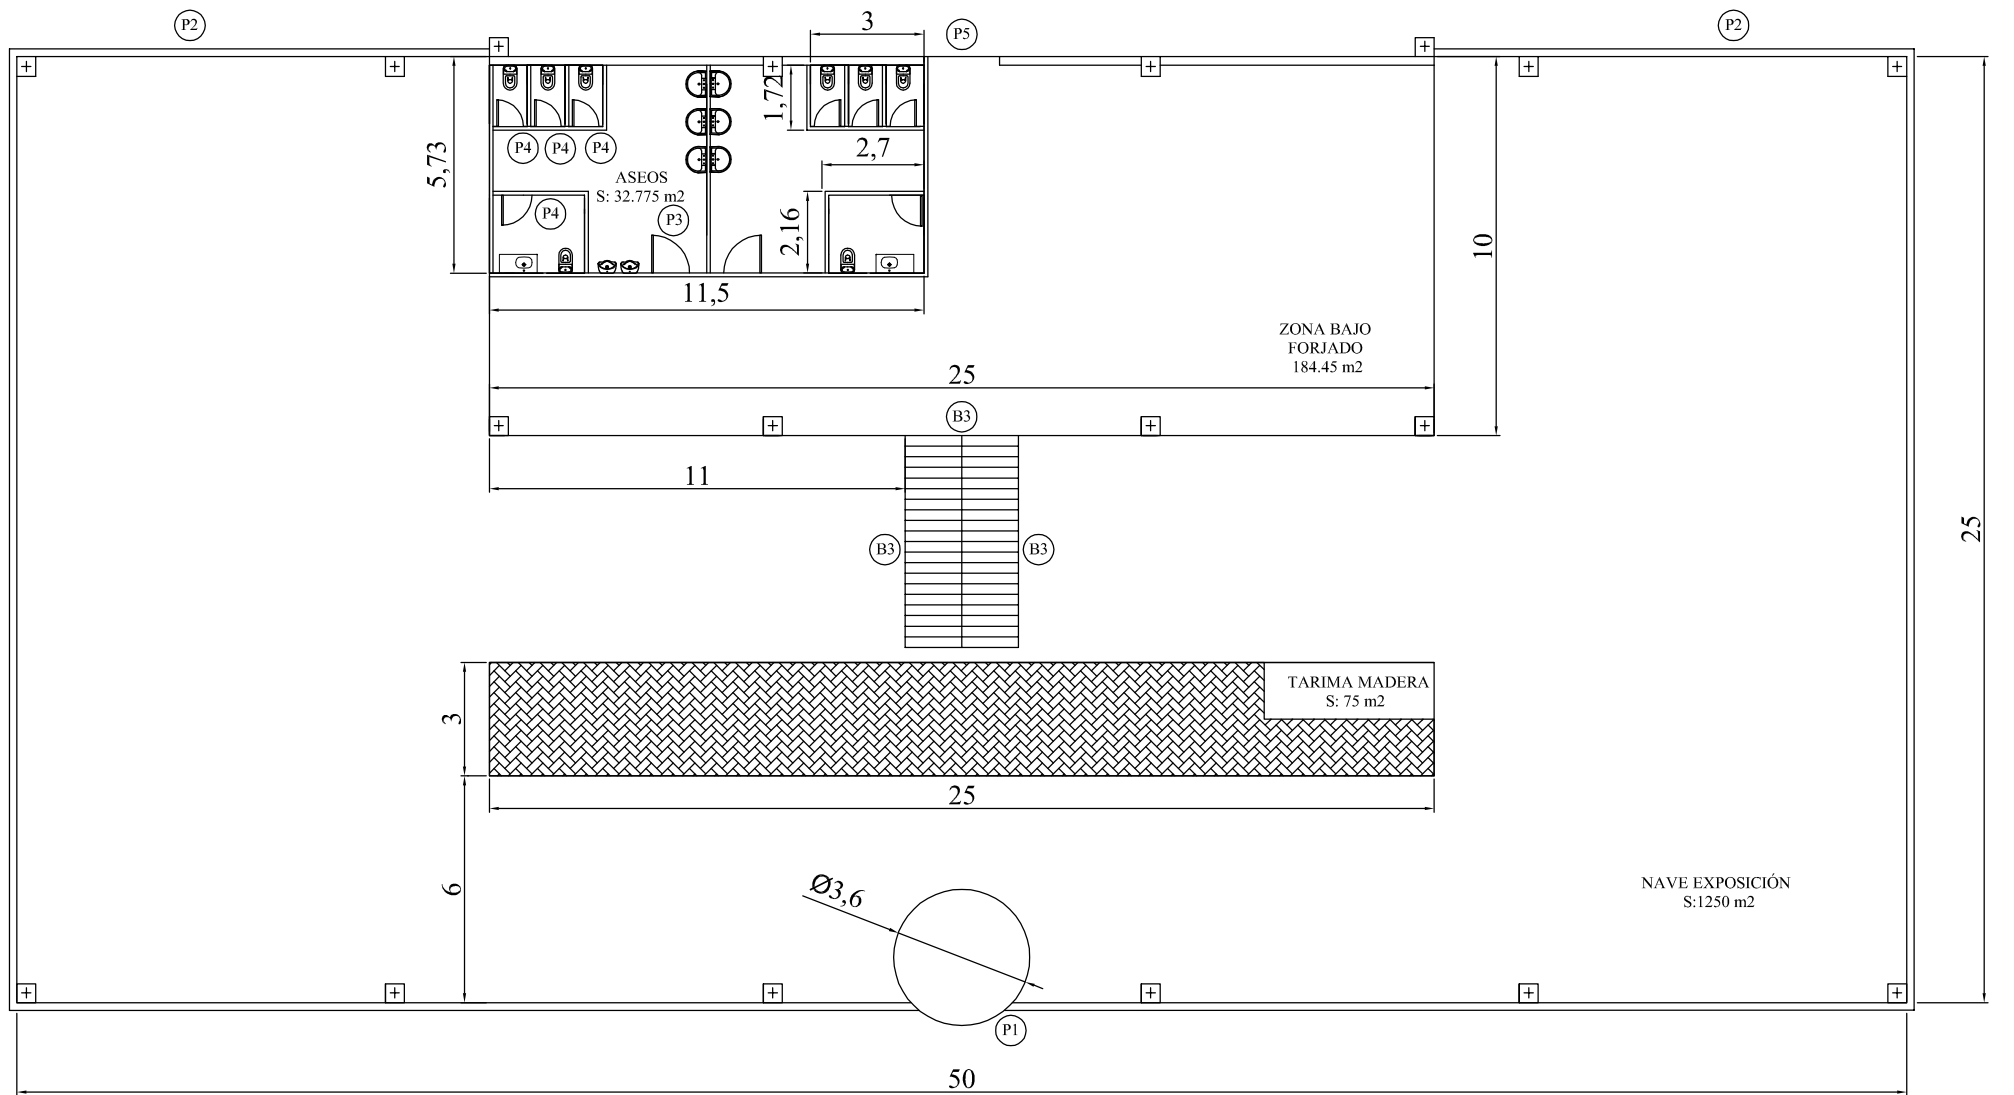 P2
3
P5
P2
1,72
5,73
P4
P4
P4
2,7
ASEOS
S: 32.775 m2
P4
P3
2,16
10
11,5
ZONA BAJO
FORJADO
184.45 m2
25
B3
11
B3
B3
25
3
TARIMA MADERA
S: 75 m2
25
6
Ø3,6
NAVE EXPOSICIÓN
S:1250 m2
P1
50